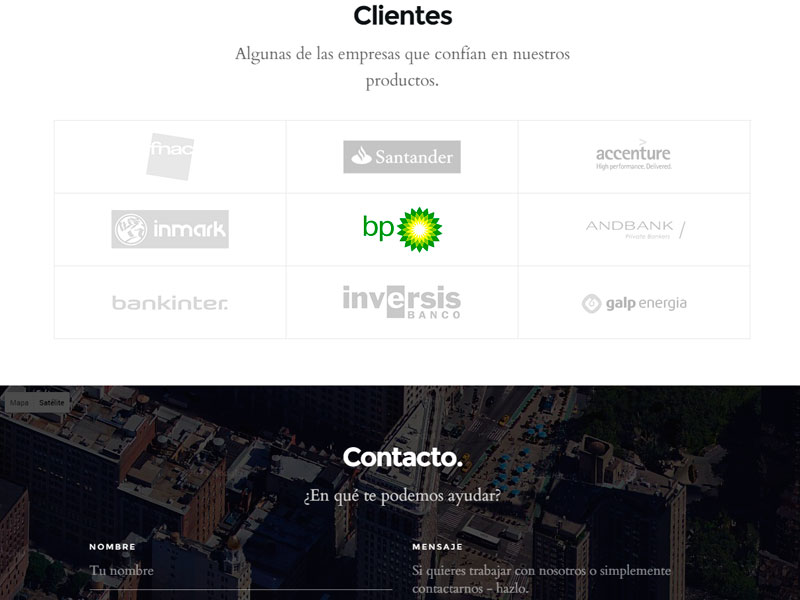 Clientes
Algunas de las empresas que confían en nuestros
productos.
fnac
Santander
accenture
High performance. Delivered.
inmark
bp
ANDBANK
Private Bankers
bankinter.
inversis
BANCO
galp energia
Mapa Satélite
Contacto.
¿En qué te podemos ayudar?
NOMBRE
MENSAJE
Tu nombre
Si quieres trabajar con nosotros o simplemente
contactarnos - hazlo.